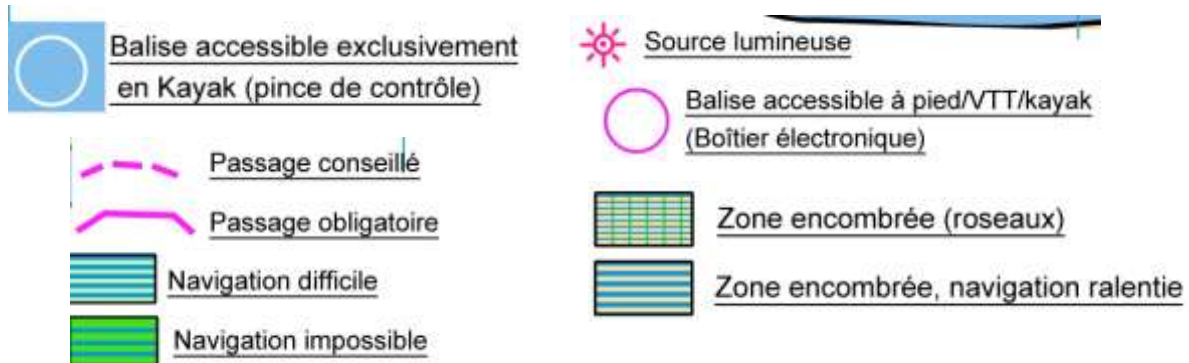 Balise accessible exclusivement
en Kayak (pince de contrôle)
Passage conseillé
Passage obligatoire
Navigation difficile
Navigation impossible
Source lumineuse
Balise accessible à pied/VTT/kayak
(Boîtier électronique)
Zone encombrée (roseaux)
Zone encombrée, navigation ralentie